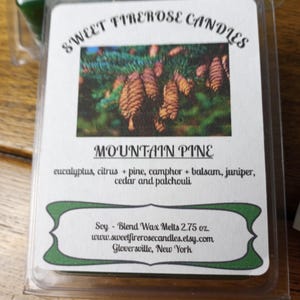 SWEET FIREROSE CANDLES
MOUNTAIN PINE
eucalyptus, citrus + pine, camphor + balsam, juniper,
cedar and patchouli
Soy - Blend Wax Melts 2.75 oz.
www.sweetfirerosecandles.etsy.com
Gloversville, New York